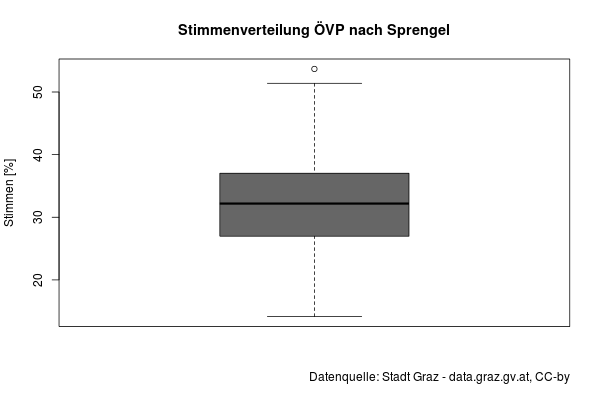 Stimmenverteilung ÖVP nach Sprengel
Stimmen [%]
50
40
30
20
Datenquelle: Stadt Graz - data.graz.gv.at, CC-by